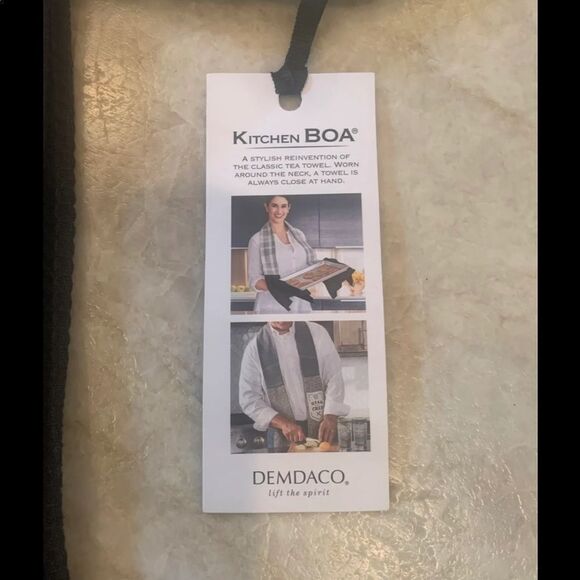 KITCHEN BOA®
A STYLISH REINVENTION OF
THE CLASSIC TEA TOWEL. WORN
AROUND THE NECK, A TOWEL IS
ALWAYS CLOSE AT HAND.
DEMDACO®
lift the spirit